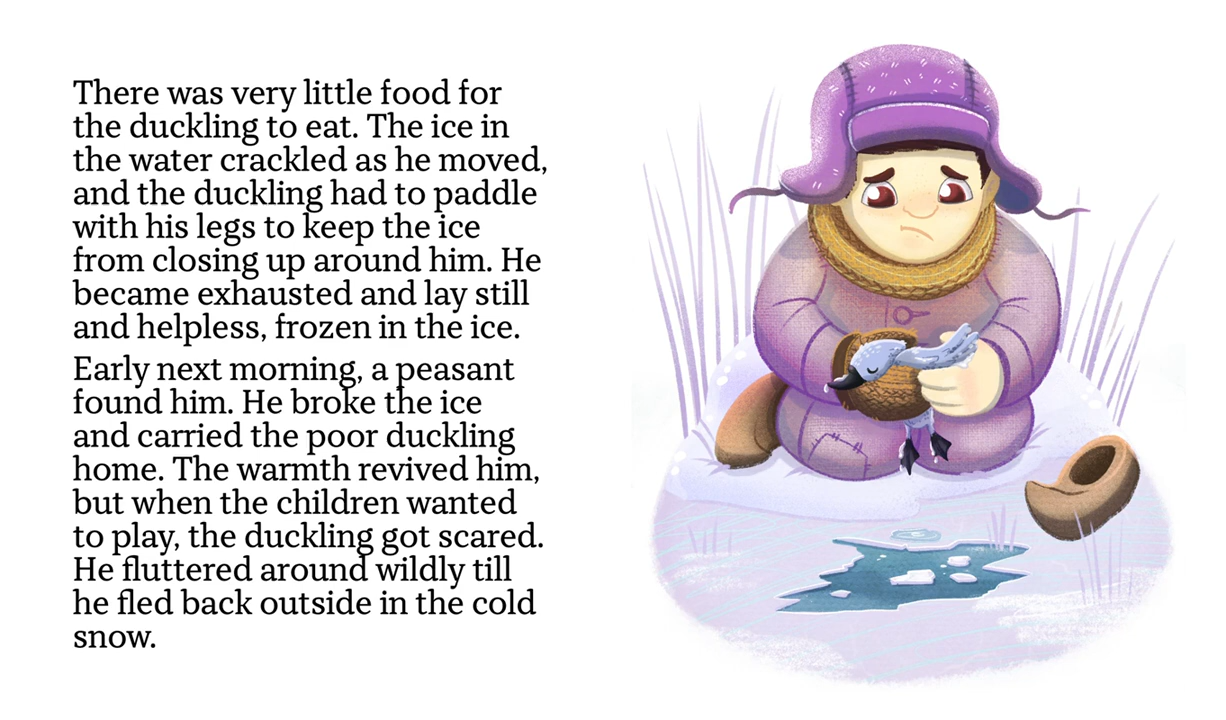 There was very little food for
the duckling to eat. The ice in
the water crackled as he moved,
and the duckling had to paddle
with his legs to keep the ice
from closing up around him. He
became exhausted and lay still
and helpless, frozen in the ice.
Early next morning, a peasant
found him. He broke the ice
and carried the poor duckling
home. The warmth revived him,
but when the children wanted
to play, the duckling got scared.
He fluttered around wildly till
he fled back outside in the cold
snow.